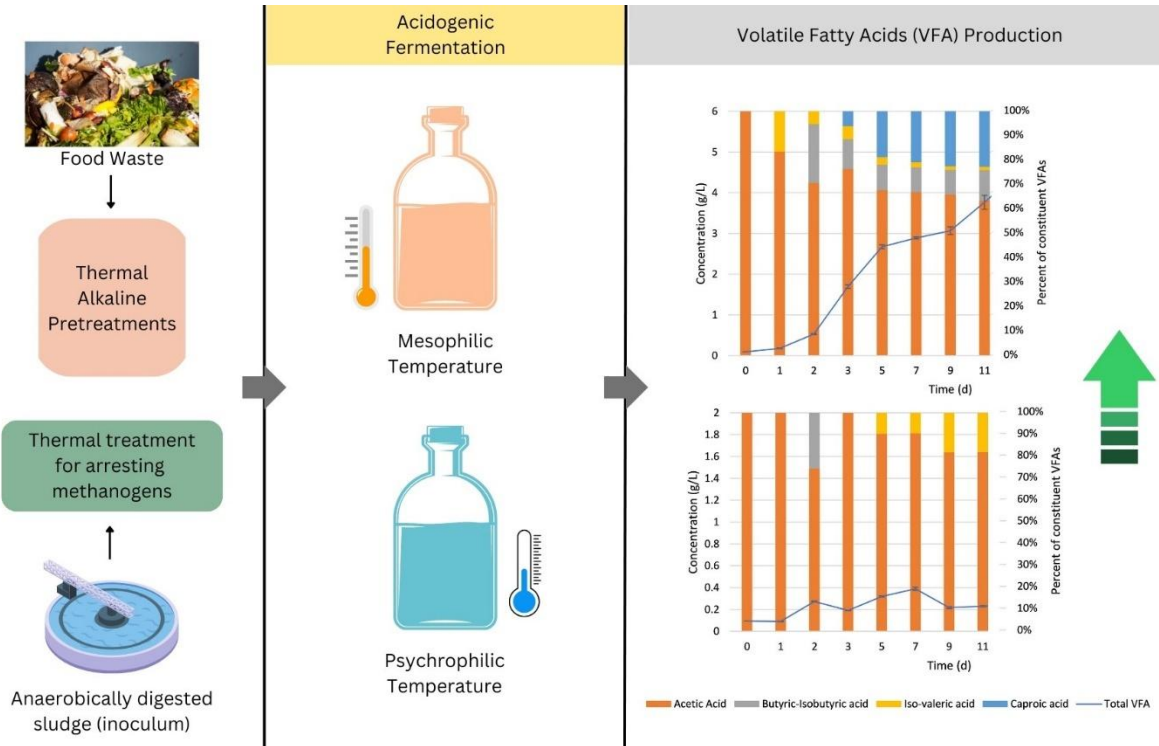 Food Waste
Thermal
Alkaline
Pretreatments
Thermal treatment
for arresting
methanogens
Anaerobically digested
sludge (inoculum)
Acidogenic
Fermentation
Mesophilic
Temperature
Psychrophilic
Temperature
Volatile Fatty Acids (VFA) Production
Concentration (g/L)
6
5
4
3
2
1
0
0 1 2 3 5 7 9 11
Time (d)
100%
90%
80%
70%
60%
50%
40%
30%
20%
10%
0%
Percent of constituent VFAs
Concentration (g/L)
2
1.8
1.6
1.4
1.2
1
0.8
0.6
0.4
0.2
0
0 1 2 3 5 7 9 11
Time (d)
100%
90%
80%
70%
60%
50%
40%
30%
20%
10%
0%
Percent of constituent VFAs
Acetic Acid Butyric-Isobutyric acid Iso-valeric acid Caproic acid Total VFA